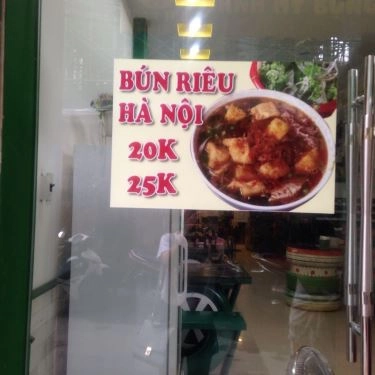 BÚN RIÊU
HÀ NỘI
20K
25K